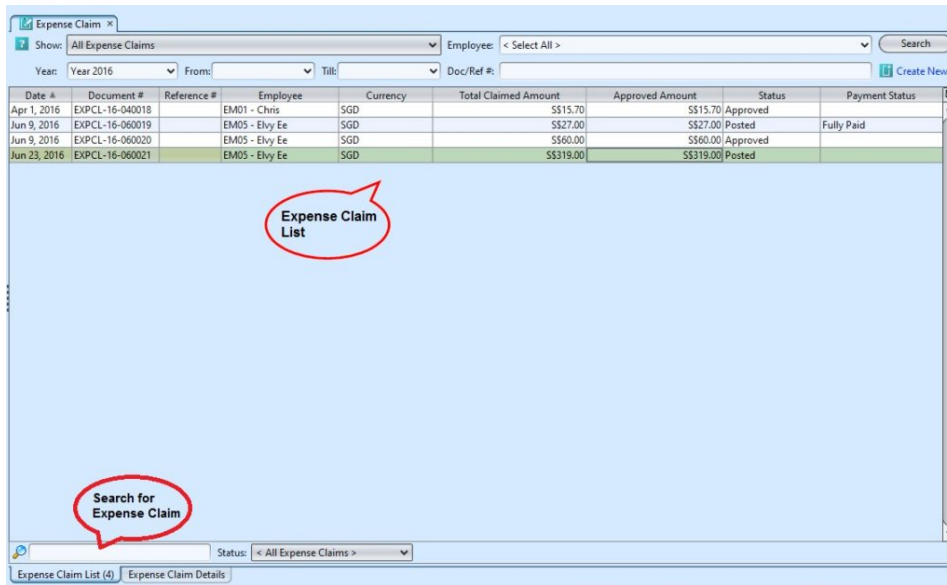 Expense Claim ×
? Show: All Expense Claims Employee: < Select All > Search
Year: Year 2016 From: Till: Doc/Ref #: Create New
Date Document # Reference # Employee Currency Total Claimed Amount Approved Amount Status Payment Status
Apr 1, 2016 EXPCL-16-040018 EM01 - Chris SGD S$15.70 S$15.70 Approved
Jun 9, 2016 EXPCL-16-060019 EM05 - Elvy Ee SGD S$27.00 S$27.00 Posted Fully Paid
Jun 9, 2016 EXPCL-16-060020 EM05 - Elvy Ee SGD S$60.00 S$60.00 Approved
Jun 23, 2016 EXPCL-16-060021 EM05 - Elvy Ee SGD S$319.00 S$319.00 Posted
Expense Claim
List
Search for
Expense Claim
Status: < All Expense Claims >
Expense Claim List (4) Expense Claim Details